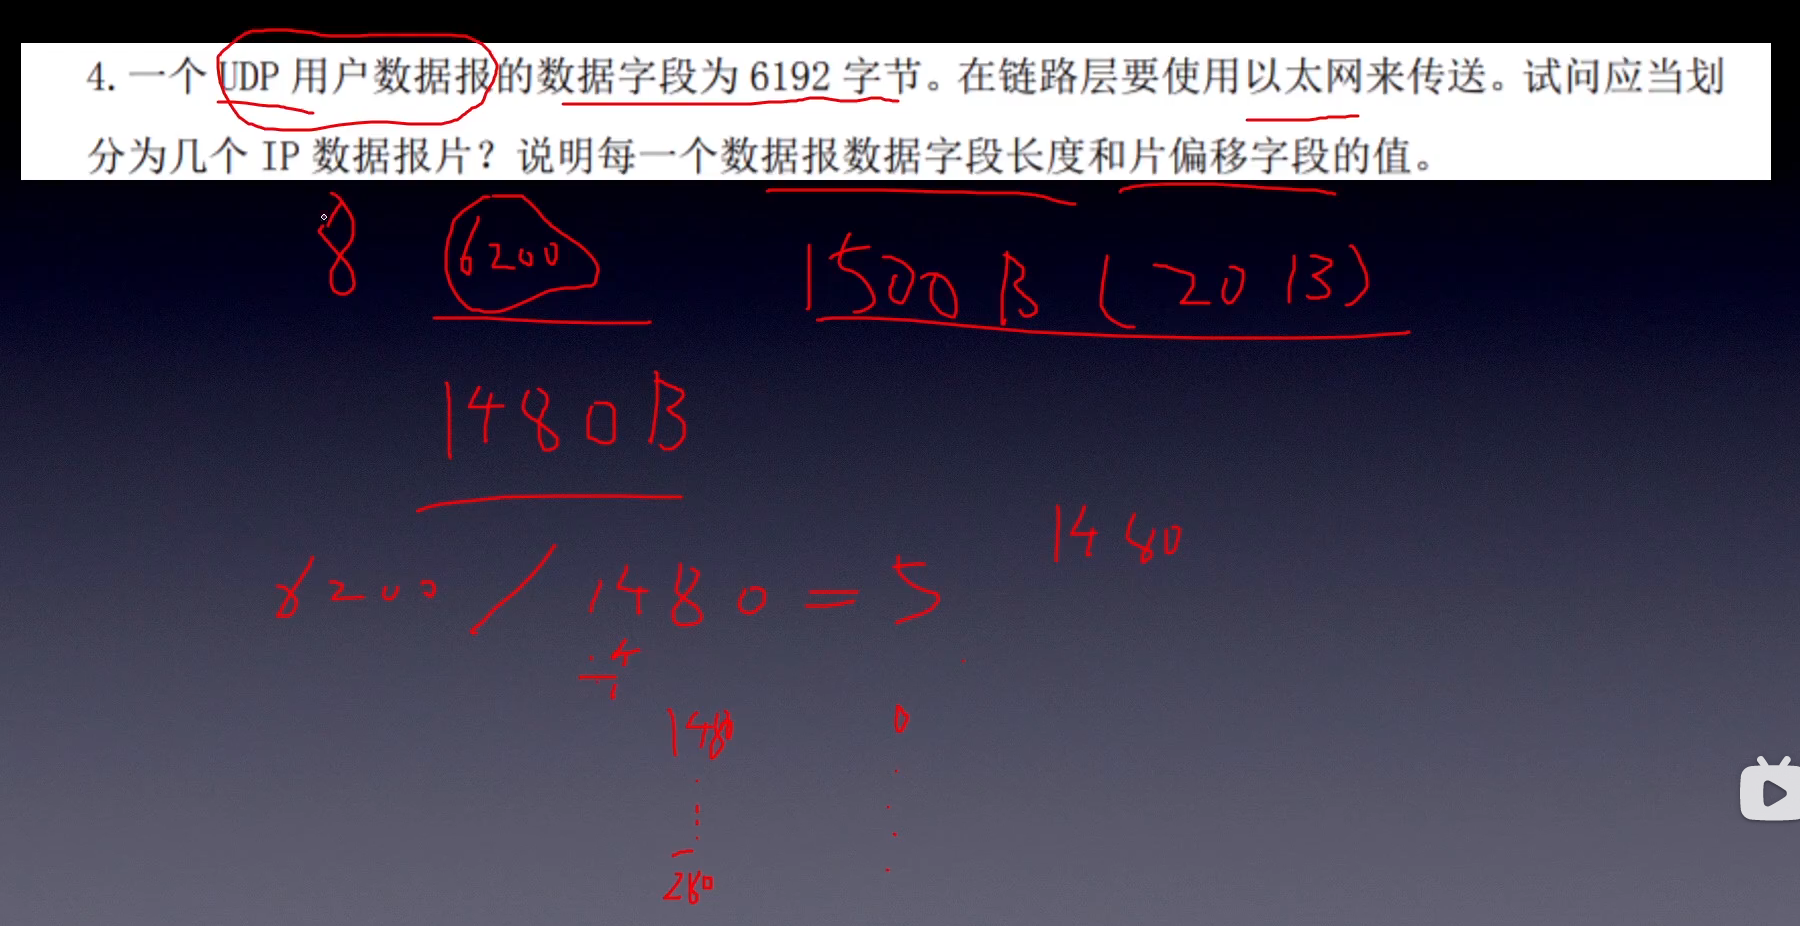 4. 一个 UDP 用户数据报的数据字段为 6192 字节。在链路层要使用以太网来传送。试问应当划
分为几个 IP 数据报片？说明每一个数据报数据字段长度和片偏移字段的值。
8 6200 1500 B (20 B)
1480 B
1480
6200 / 1480 = 5
1480 0
280